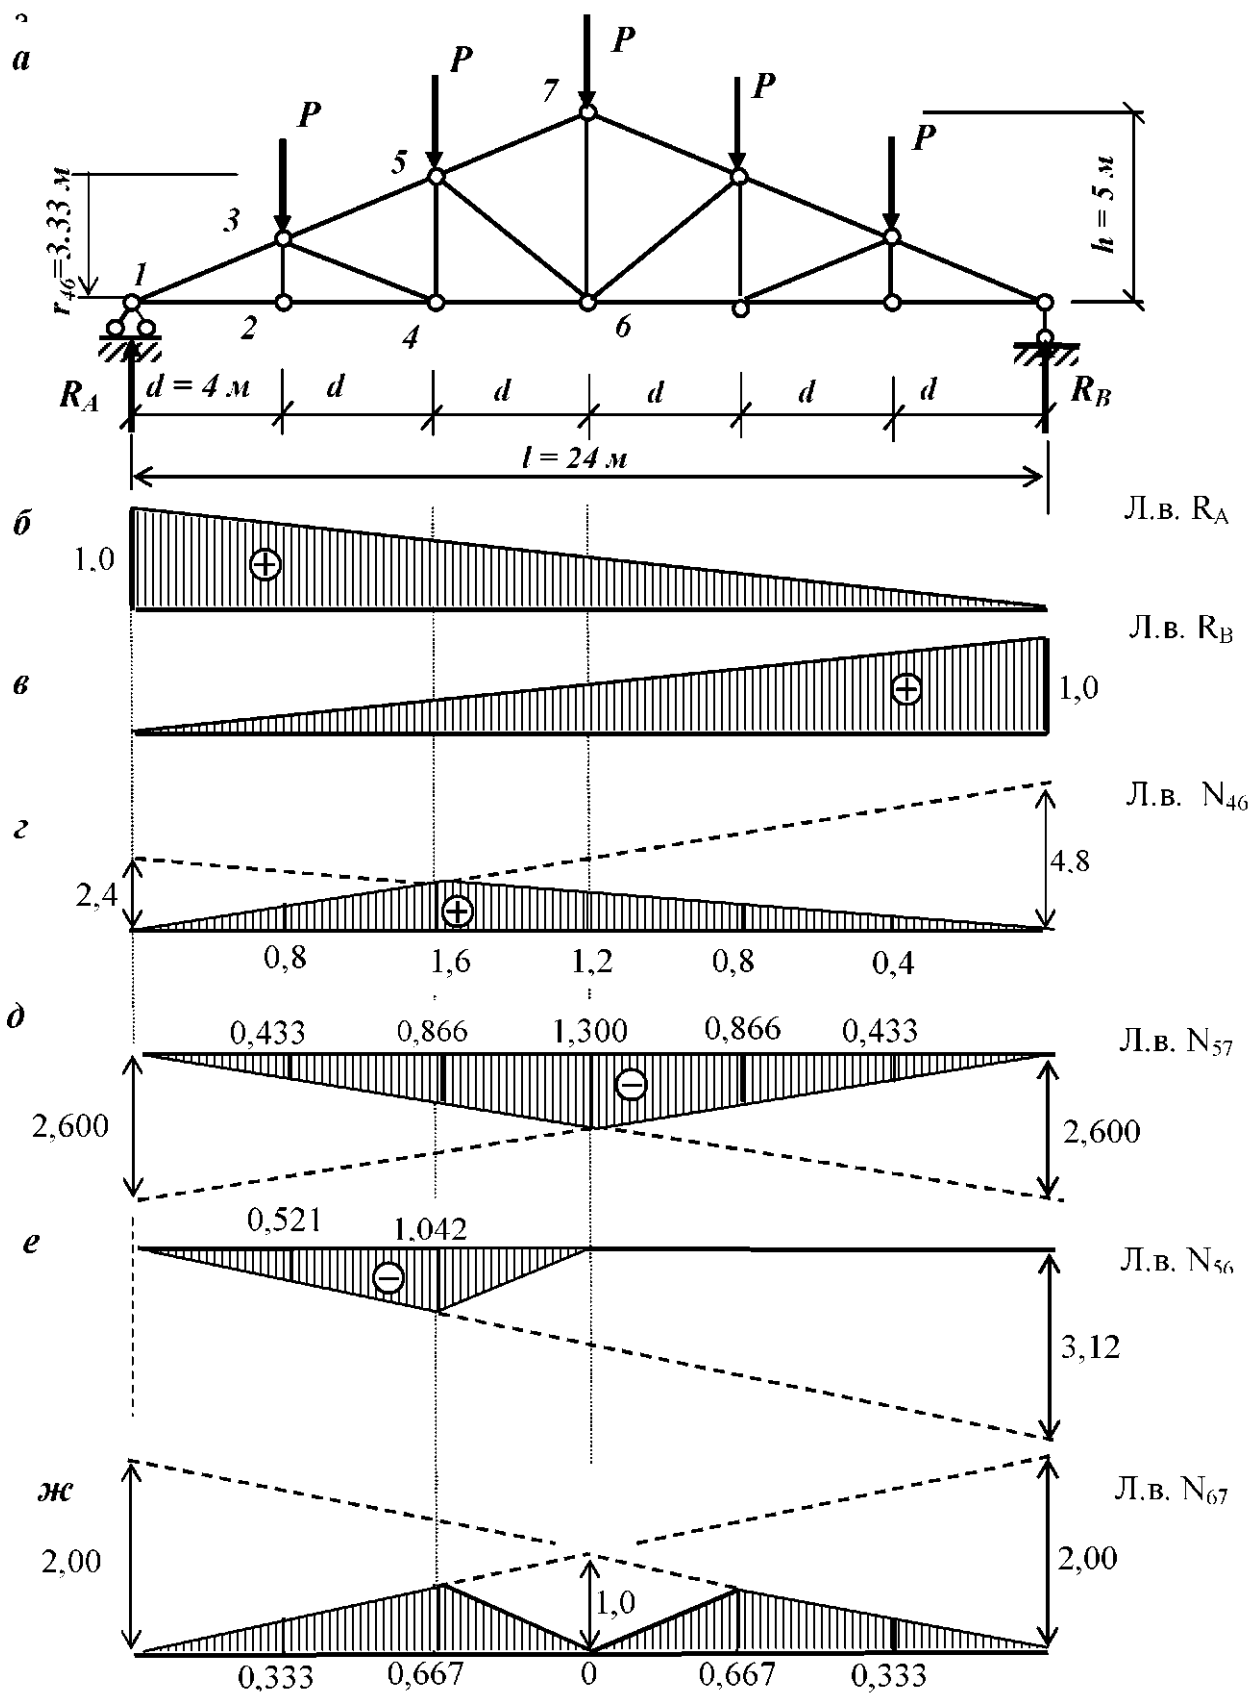 а
P
P
P
P
P
7
5
3
1
2
4
6
r46=3.33 м
h = 5 м
RA
d = 4 м
d
d
d
d
d
RB
l = 24 м
б
1,0
Л.в. RA
в
1,0
Л.в. RB
г
2,4
4,8
Л.в. N46
0,8
1,6
1,2
0,8
0,4
д
0,433
0,866
1,300
0,866
0,433
Л.в. N57
2,600
2,600
е
0,521
1,042
Л.в. N56
3,12
ж
Л.в. N67
2,00
1,0
2,00
0,333
0,667
0
0,667
0,333